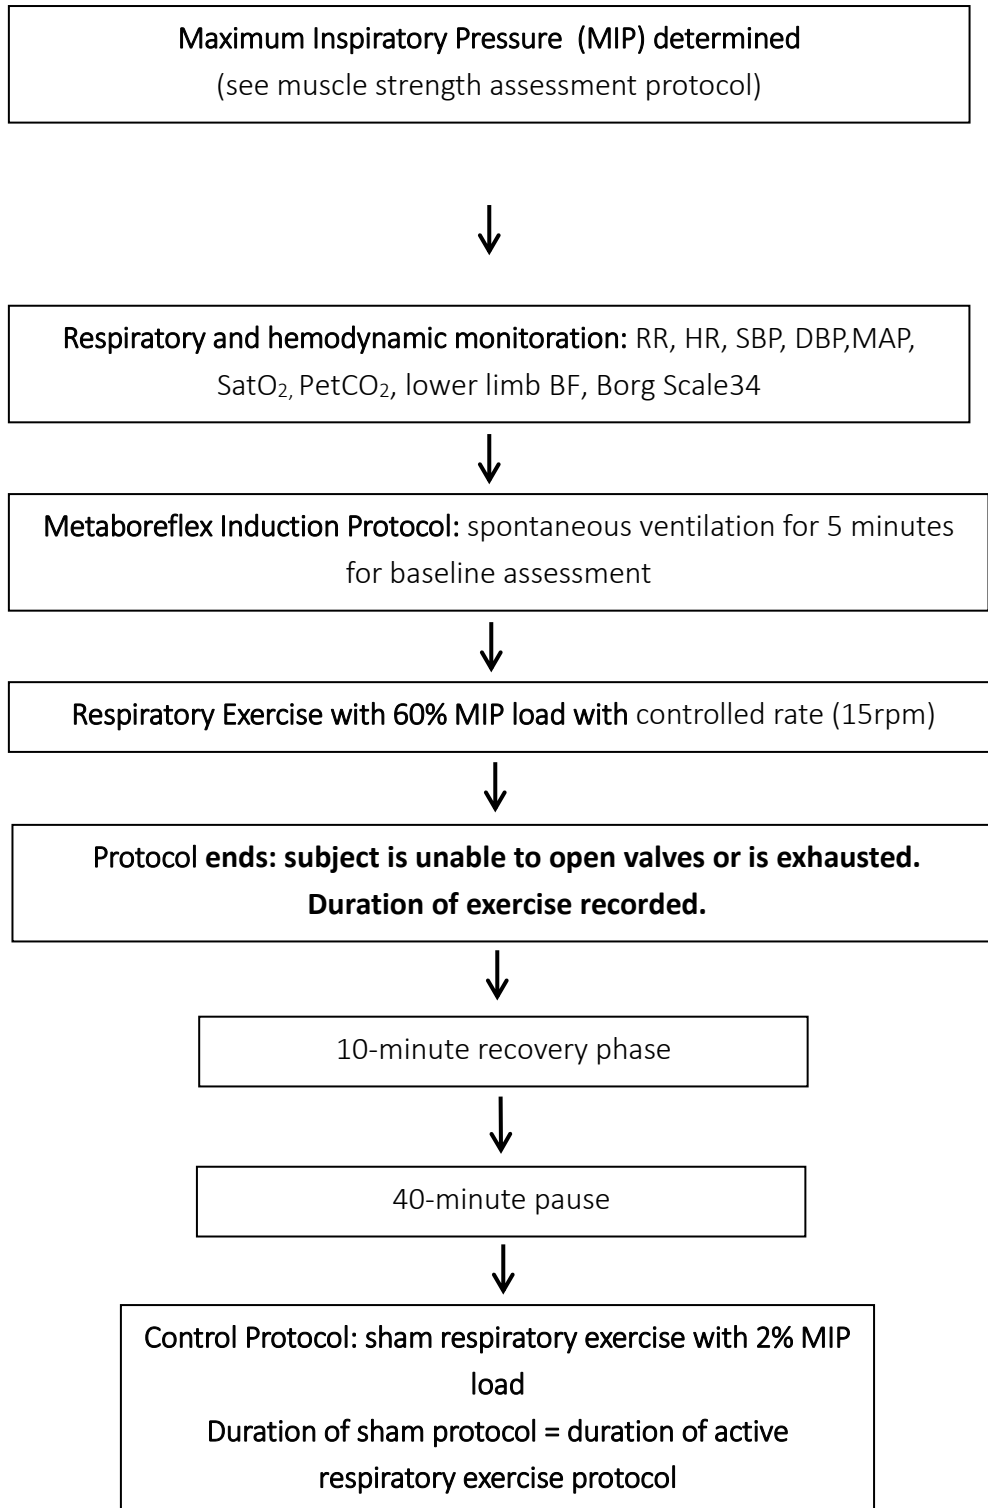 Maximum Inspiratory Pressure  (MIP) determined
(see muscle strength assessment protocol)
Respiratory and hemodynamic monitoration: RR, HR, SBP, DBP,MAP,
SatO2, PetCO2, lower limb BF, Borg Scale34
Metaboreflex Induction Protocol: spontaneous ventilation for 5 minutes
for baseline assessment
Respiratory Exercise with 60% MIP load with controlled rate (15rpm)
Protocol ends: subject is unable to open valves or is exhausted.
Duration of exercise recorded.
10-minute recovery phase
40-minute pause
Control Protocol: sham respiratory exercise with 2% MIP
load
Duration of sham protocol = duration of active
respiratory exercise protocol